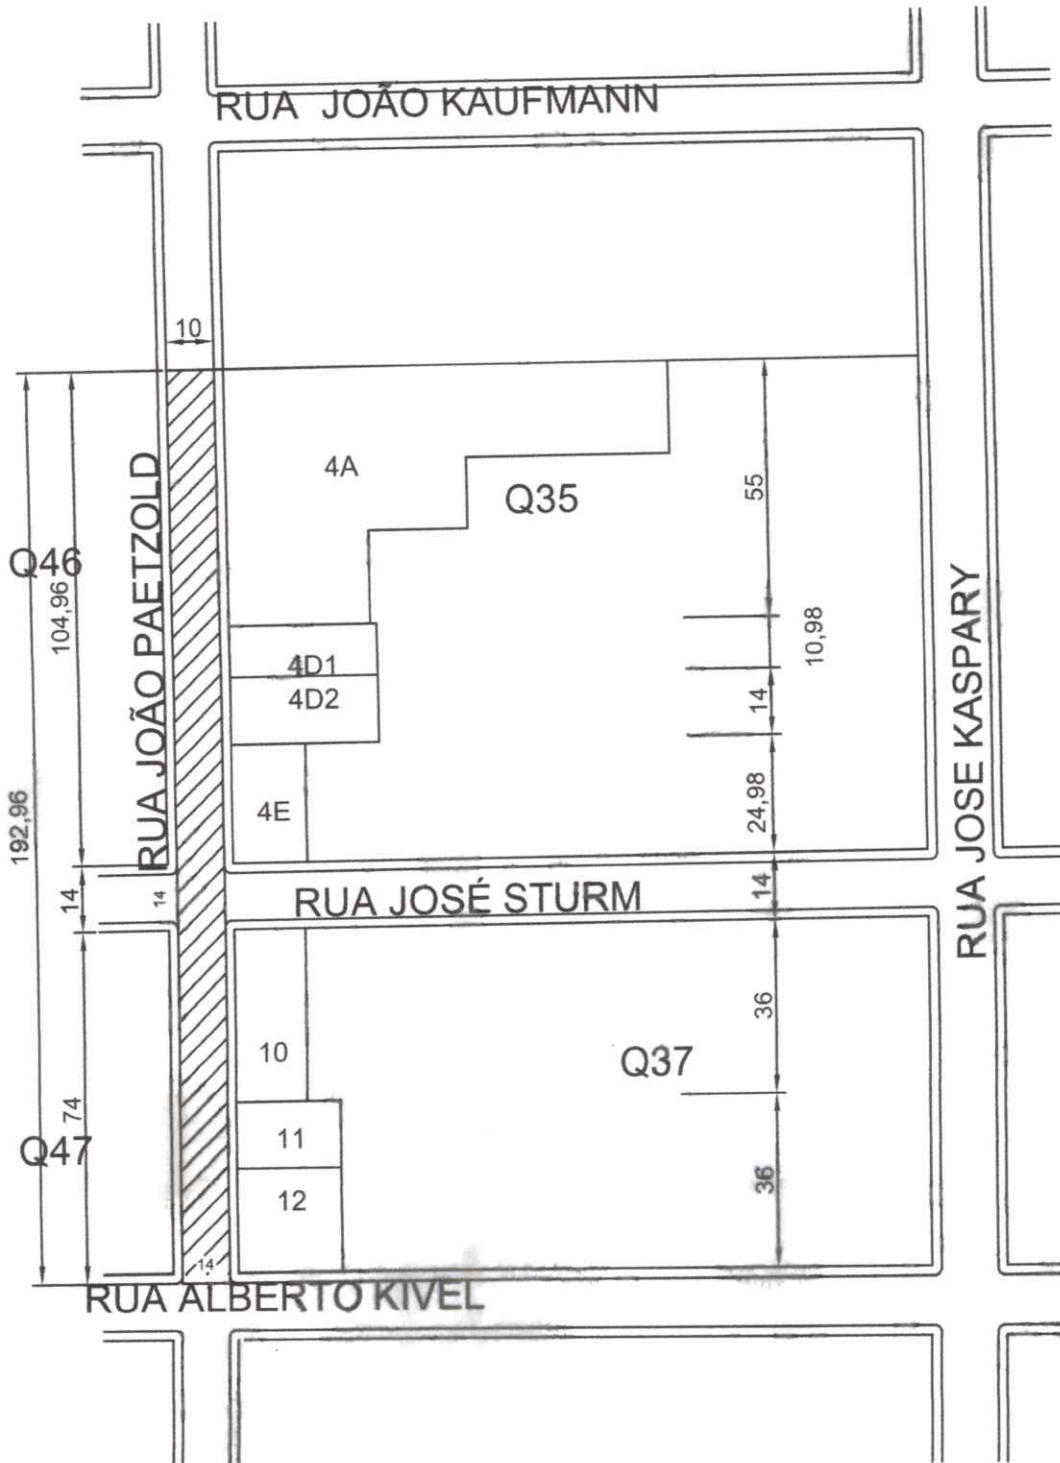 RUA JOÃO KAUFMANN
10
4A
Q35
55
Q46
104,96
RUA JOÃO PAETZOLD
10,98
4D1
4D2
14
RUA JOSE KASPARY
192,96
4E
24,98
14
14
RUA JOSÉ STURM
14
36
10
Q37
74
Q47
11
36
12
14
RUA ALBERTO KIVEL